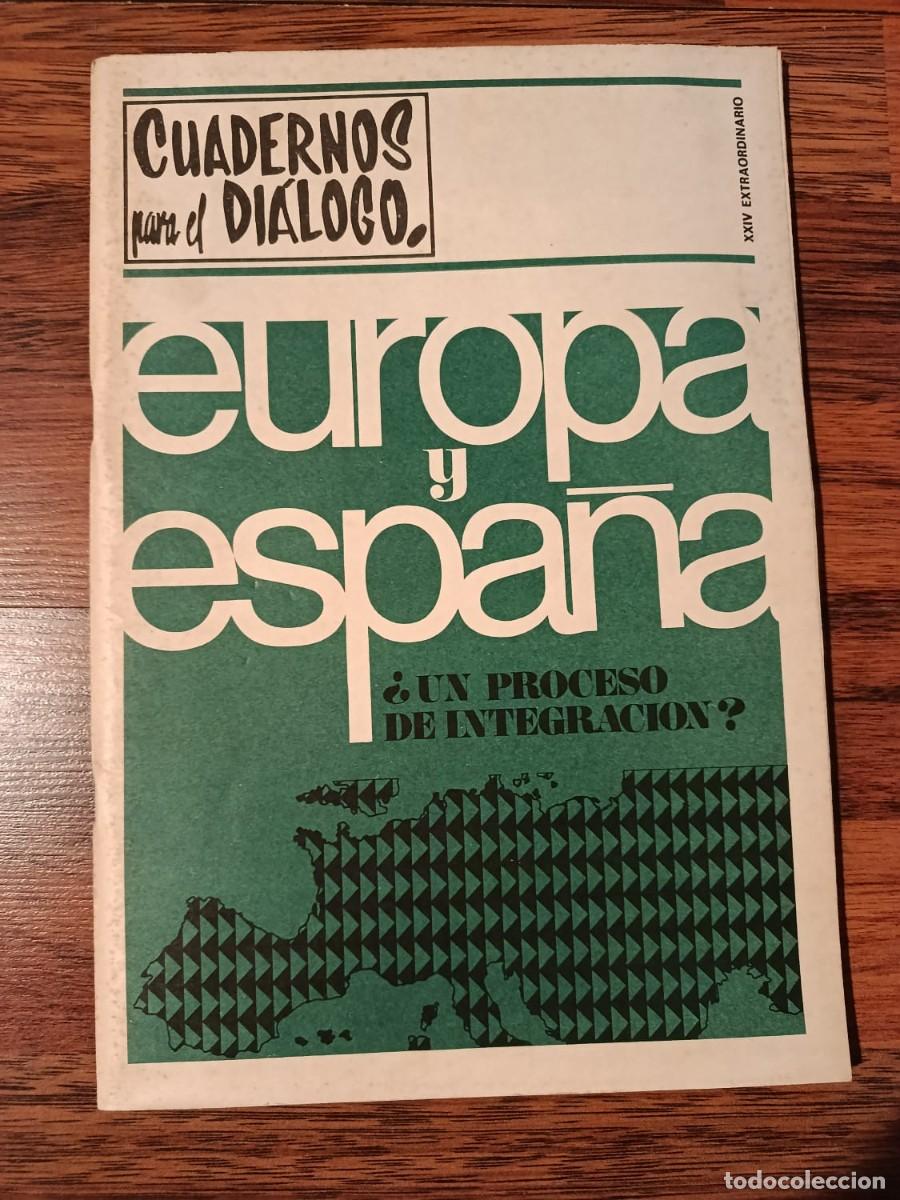 CUADERNOS
para el DIÁLOGO.
XXIV EXTRAORDINARIO
europa
y
españa
¿UN PROCESO
DE INTEGRACION?
todocoleccion